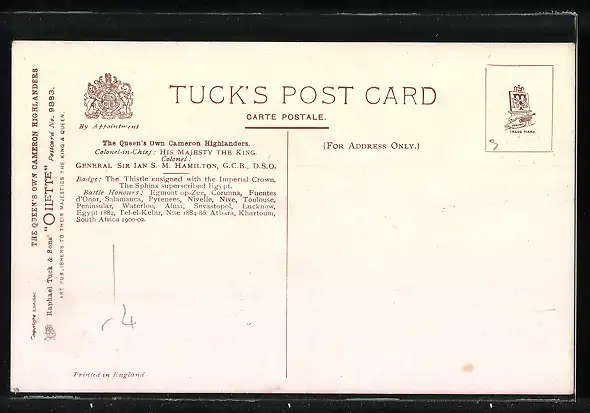 THE QUEEN'S OWN CAMERON HIGHLANDERS
Raphael Tuck & Sons' "OILETTE" Postcard No. 9883.
ART PUBLISHERS TO THEIR MAJESTIES THE KING & QUEEN.
By Appointment
TUCK'S POST CARD
CARTE POSTALE.
(FOR ADDRESS ONLY.)
TRADE MARK
The Queen's Own Cameron Highlanders.
Colonel-in-Chief: HIS MAJESTY THE KING.
Colonel:
GENERAL SIR IAN S. M. HAMILTON, G.C.B., D.S.O.
Badge: The Thistle ensigned with the Imperial Crown.
The Sphinx superscribed Egypt.
Battle Honours: Egmont-op-Zee, Corunna, Fuentes
d'Onor, Salamanca, Pyrenees, Nivelle, Nive, Toulouse,
Peninsular, Waterloo, Alma, Sevastopol, Lucknow,
Egypt 1882, Tel-el-Kebir, Nile 1884-86, Atbara, Khartoum,
South Africa 1900-02.
4
Printed in England